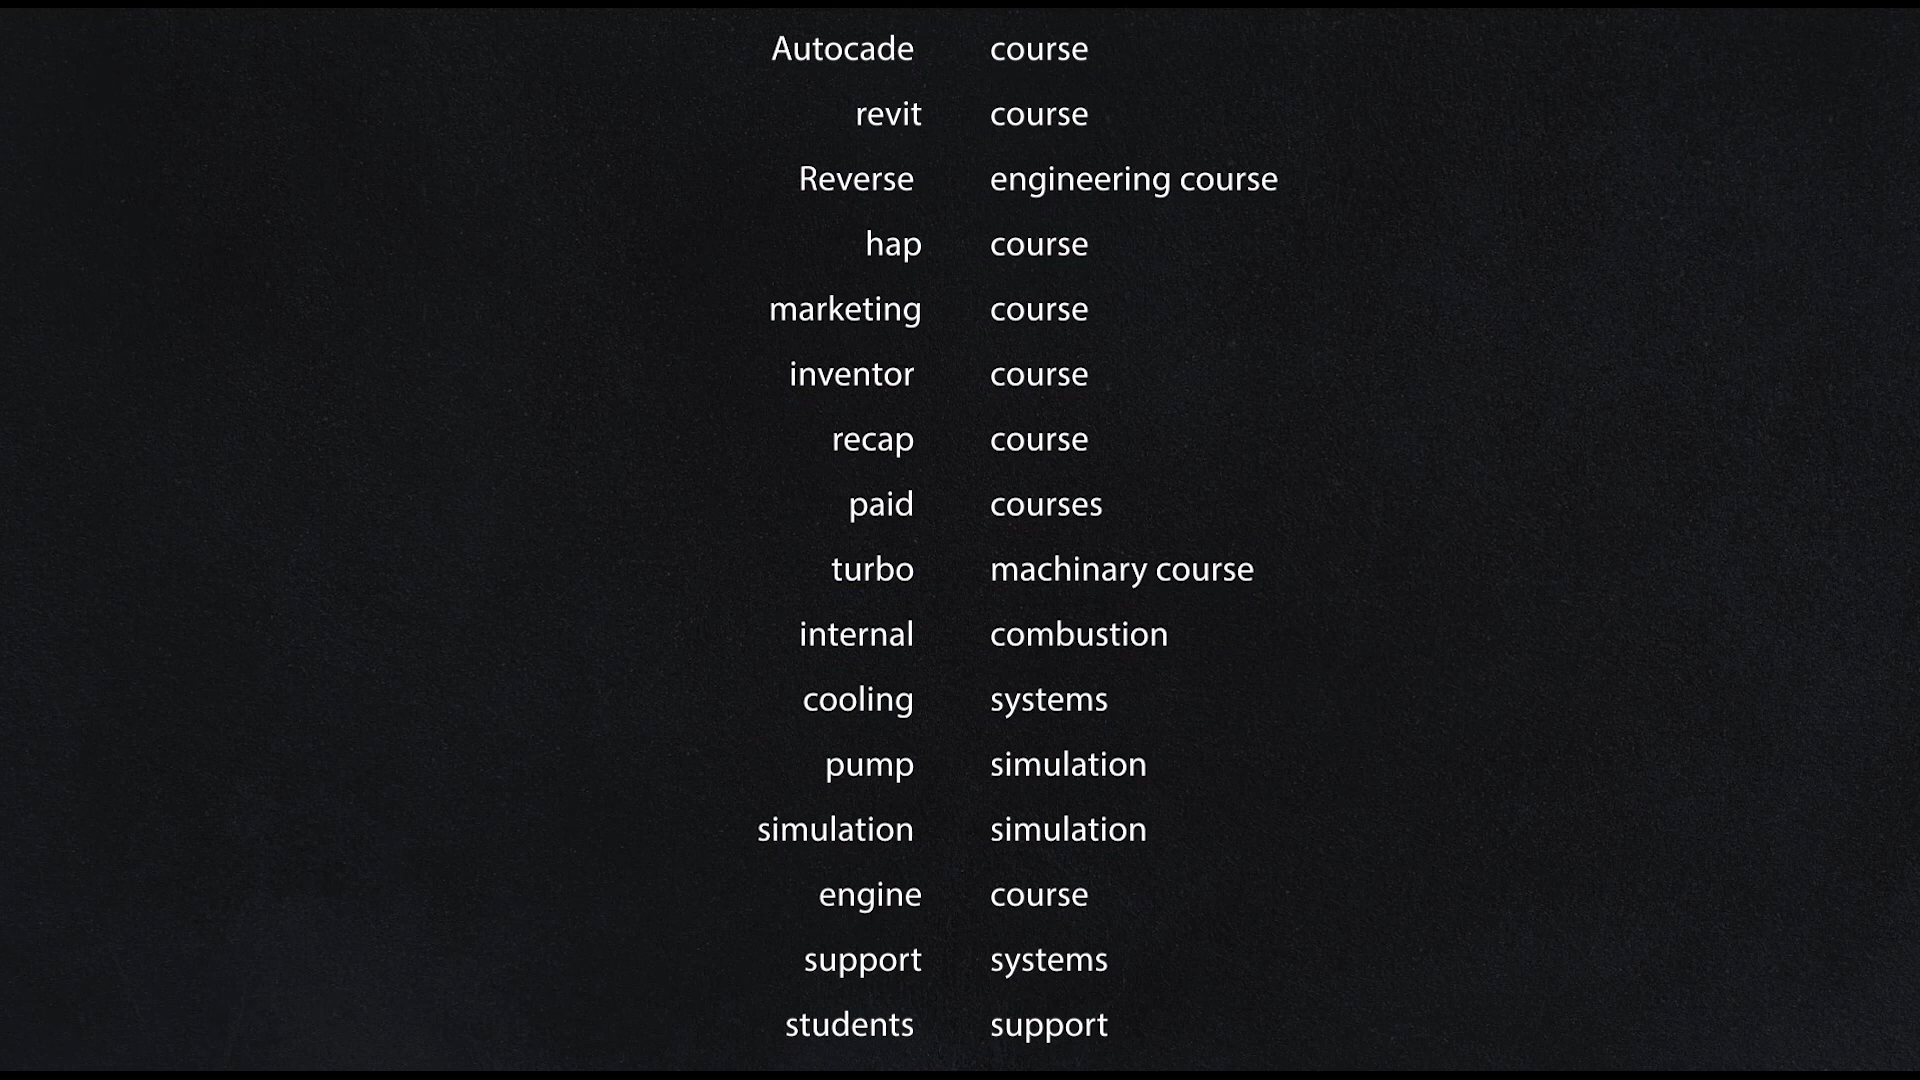 Autocade course
revit course
Reverse engineering course
hap course
marketing course
inventor course
recap course
paid courses
turbo machinary course
internal combustion
cooling systems
pump simulation
simulation simulation
engine course
support systems
students support